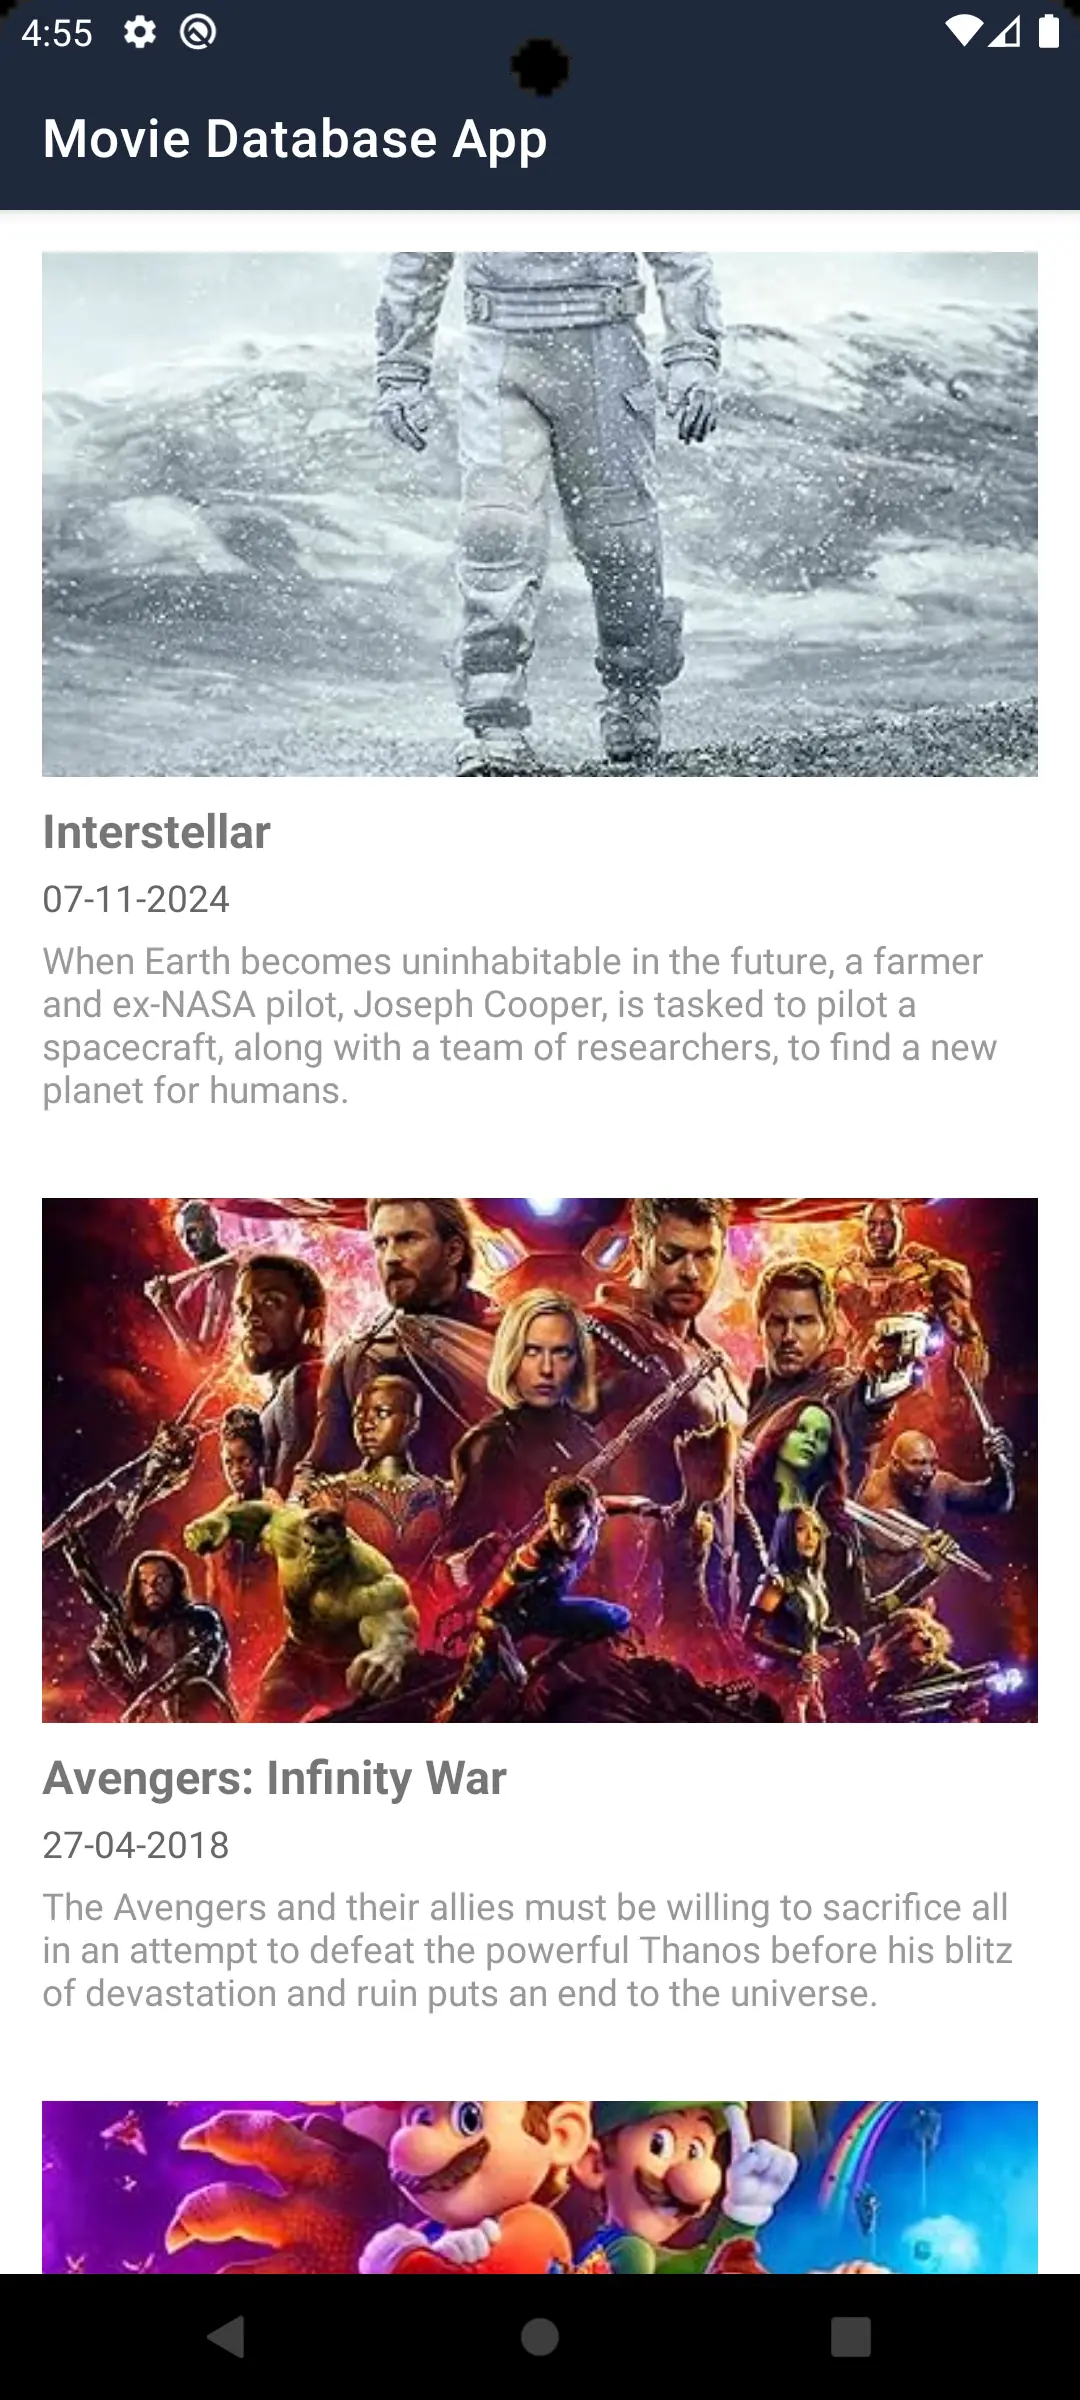 4:55
Movie Database App
Interstellar
07-11-2024
When Earth becomes uninhabitable in the future, a farmer
and ex-NASA pilot, Joseph Cooper, is tasked to pilot a
spacecraft, along with a team of researchers, to find a new
planet for humans.
Avengers: Infinity War
27-04-2018
The Avengers and their allies must be willing to sacrifice all
in an attempt to defeat the powerful Thanos before his blitz
of devastation and ruin puts an end to the universe.